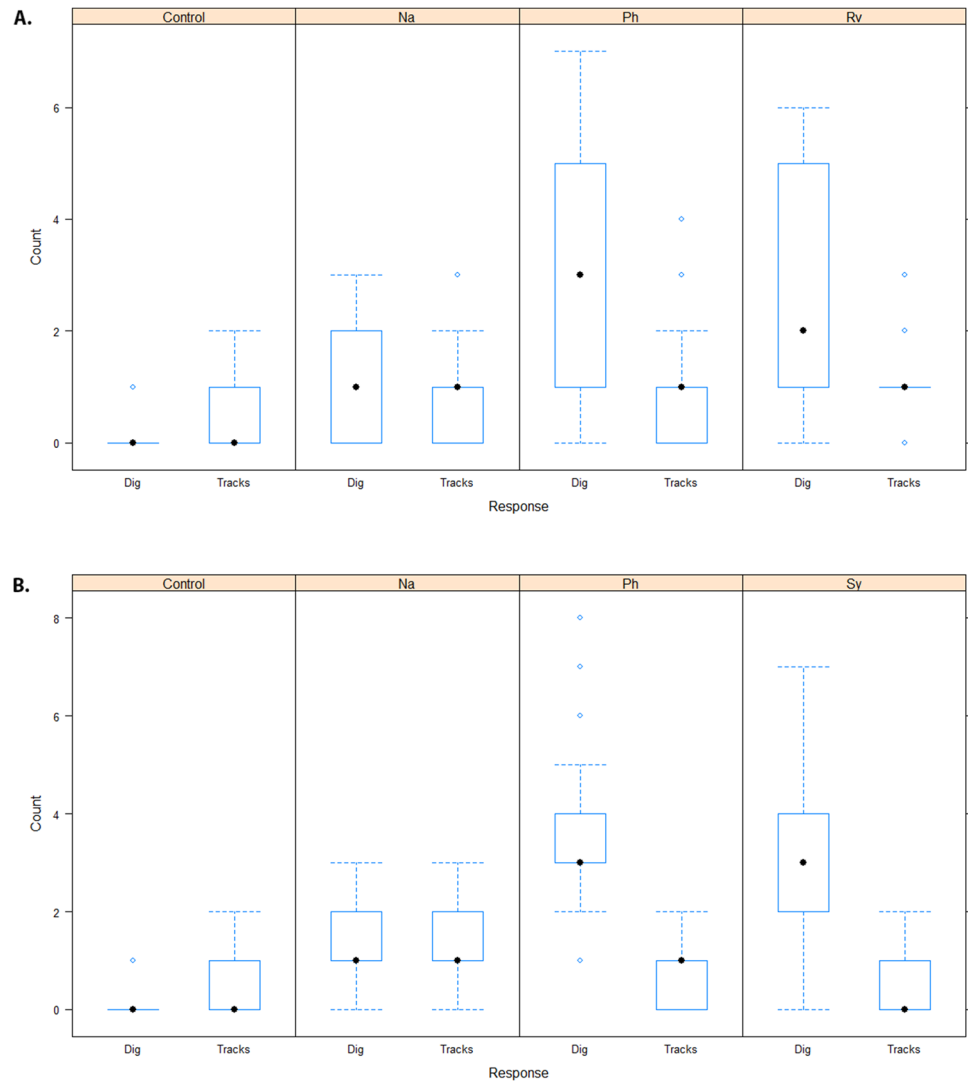 A.
Control Na Ph Rv
6
4
2
0
Count
Dig Tracks Dig Tracks Dig Tracks Dig Tracks
Response
B.
Control Na Ph Sy
8
6
4
2
0
Count
Dig Tracks Dig Tracks Dig Tracks Dig Tracks
Response